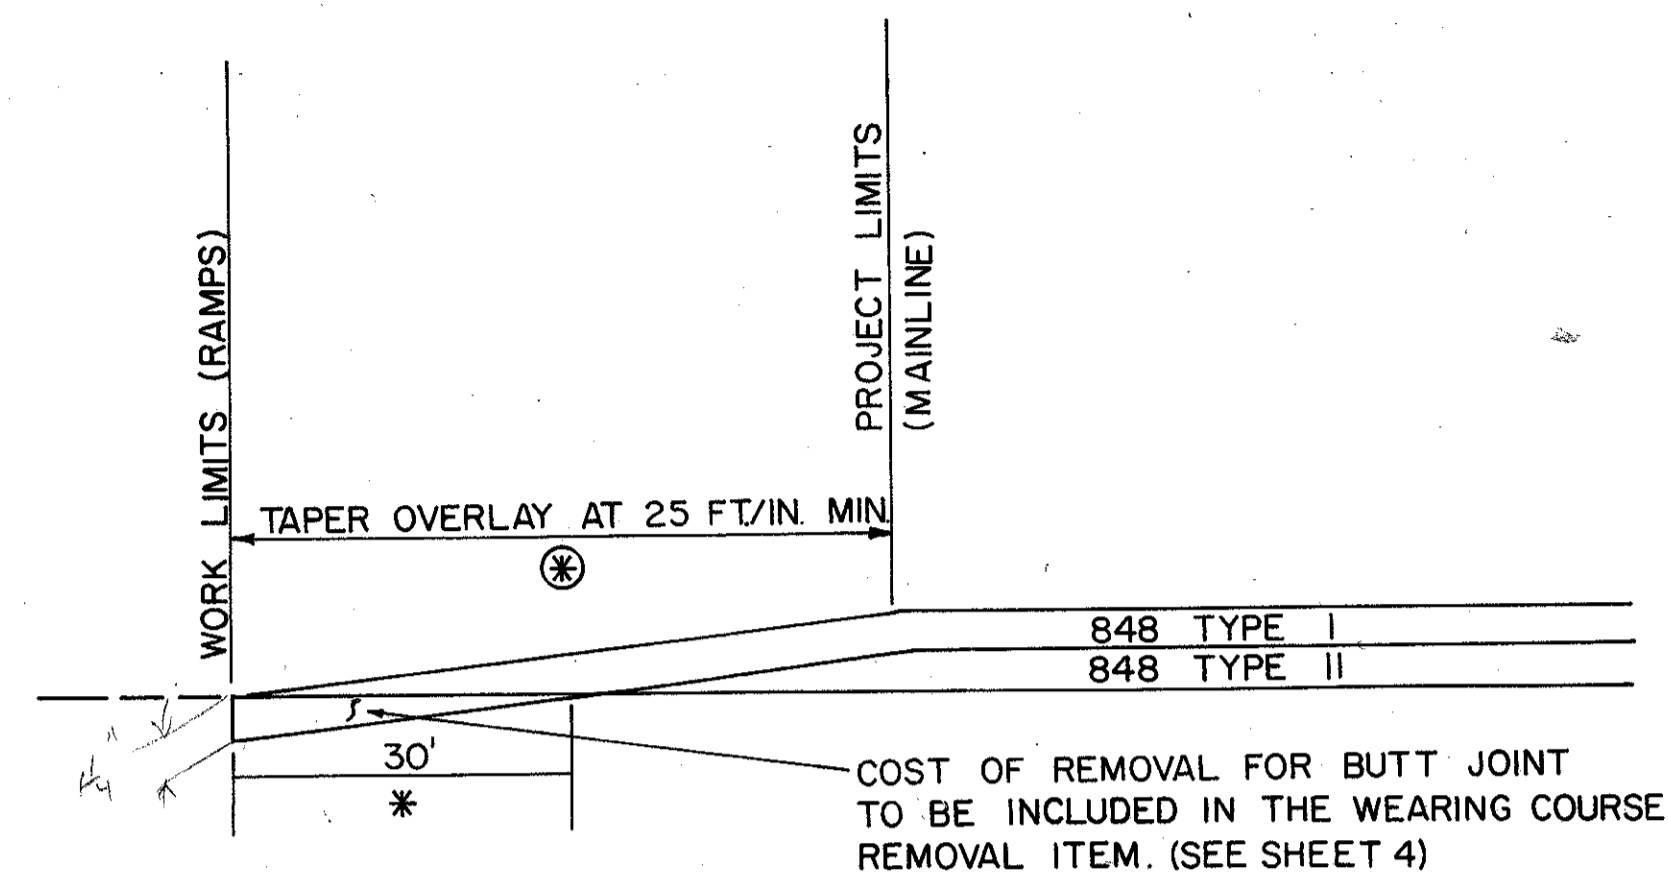 WORK LIMITS (RAMPS)
PROJECT LIMITS
(MAINLINE)
TAPER OVERLAY AT 25 FT./IN. MIN.
848 TYPE I
848 TYPE II
30'
*
COST OF REMOVAL FOR BUTT JOINT
TO BE INCLUDED IN THE WEARING COURSE
REMOVAL ITEM. (SEE SHEET 4)